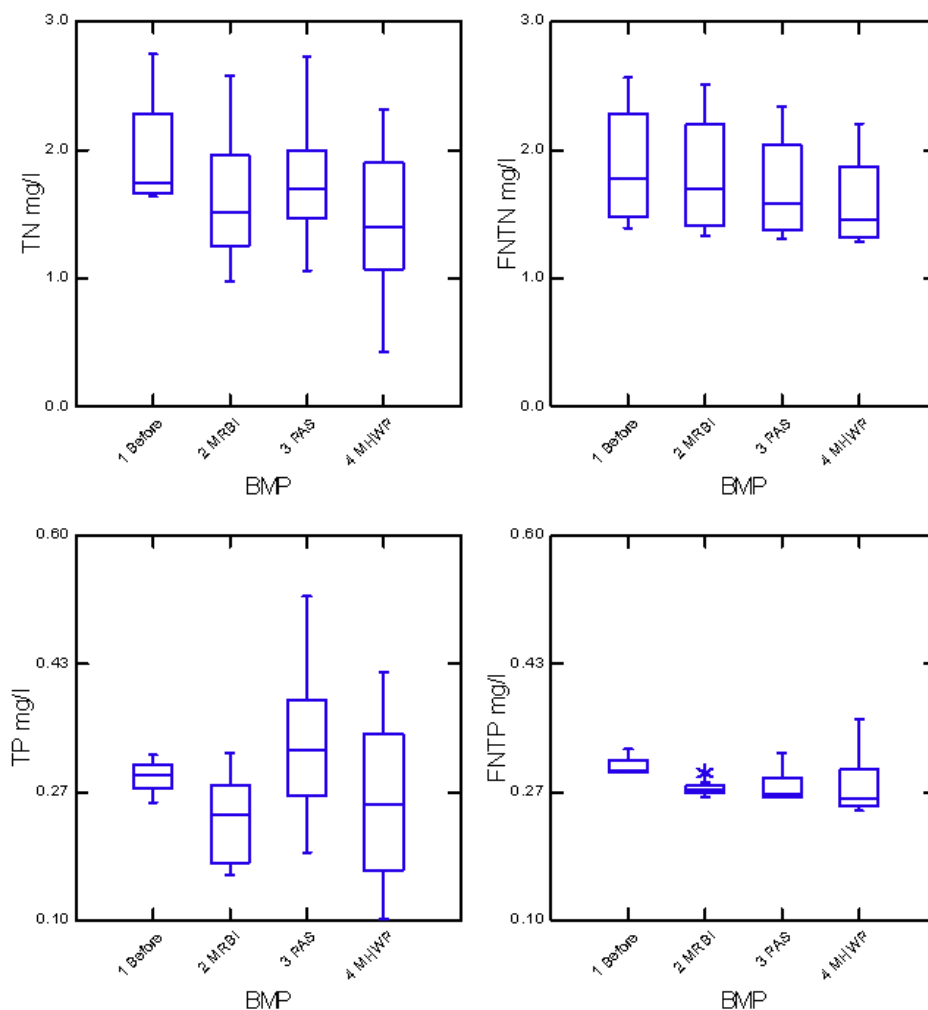 3.0
2.0
1.0
0.0
TN mg/l
1 Before
2 MRBI
3 PAS
4 MHWP
BMP
3.0
2.0
1.0
0.0
FNTN mg/l
1 Before
2 MRBI
3 PAS
4 MHWP
BMP
0.60
0.43
0.27
0.10
TP mg/l
1 Before
2 MRBI
3 PAS
4 MHWP
BMP
0.60
0.43
0.27
0.10
FNTP mg/l
1 Before
2 MRBI
3 PAS
4 MHWP
BMP